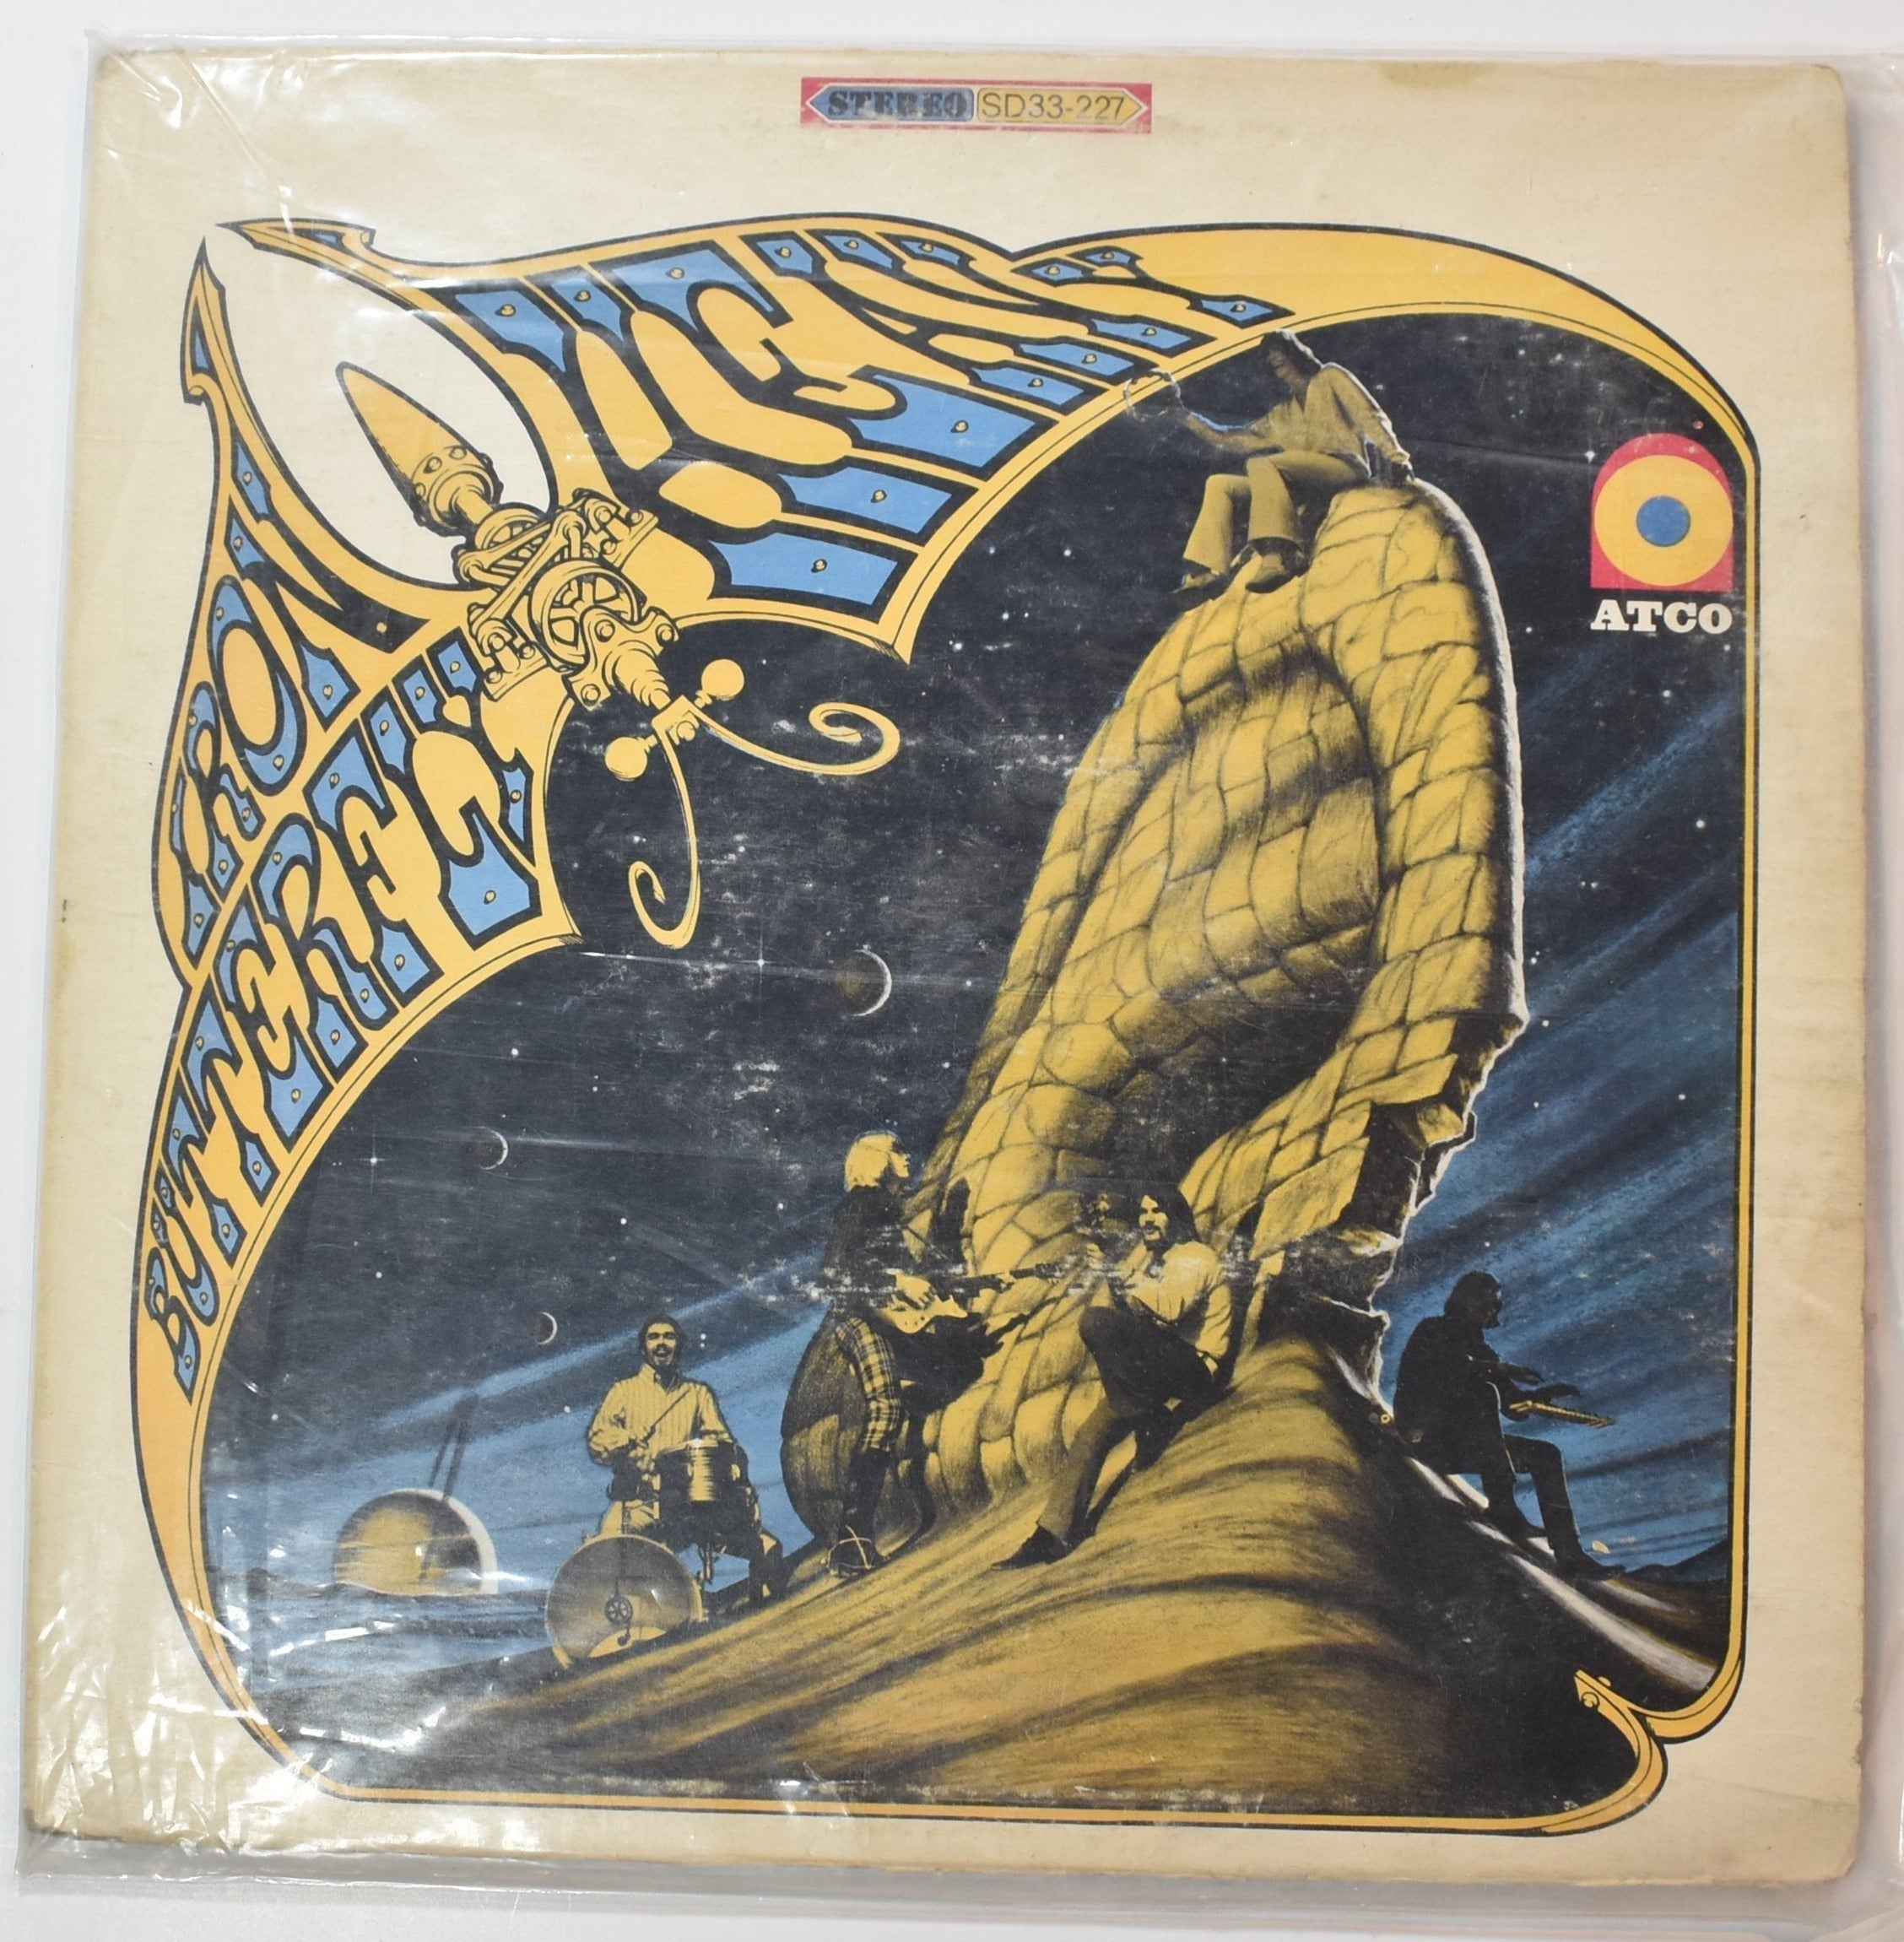 STEREO SD33-227
HEAVY
IRON
BUTTERFLY
ATCO